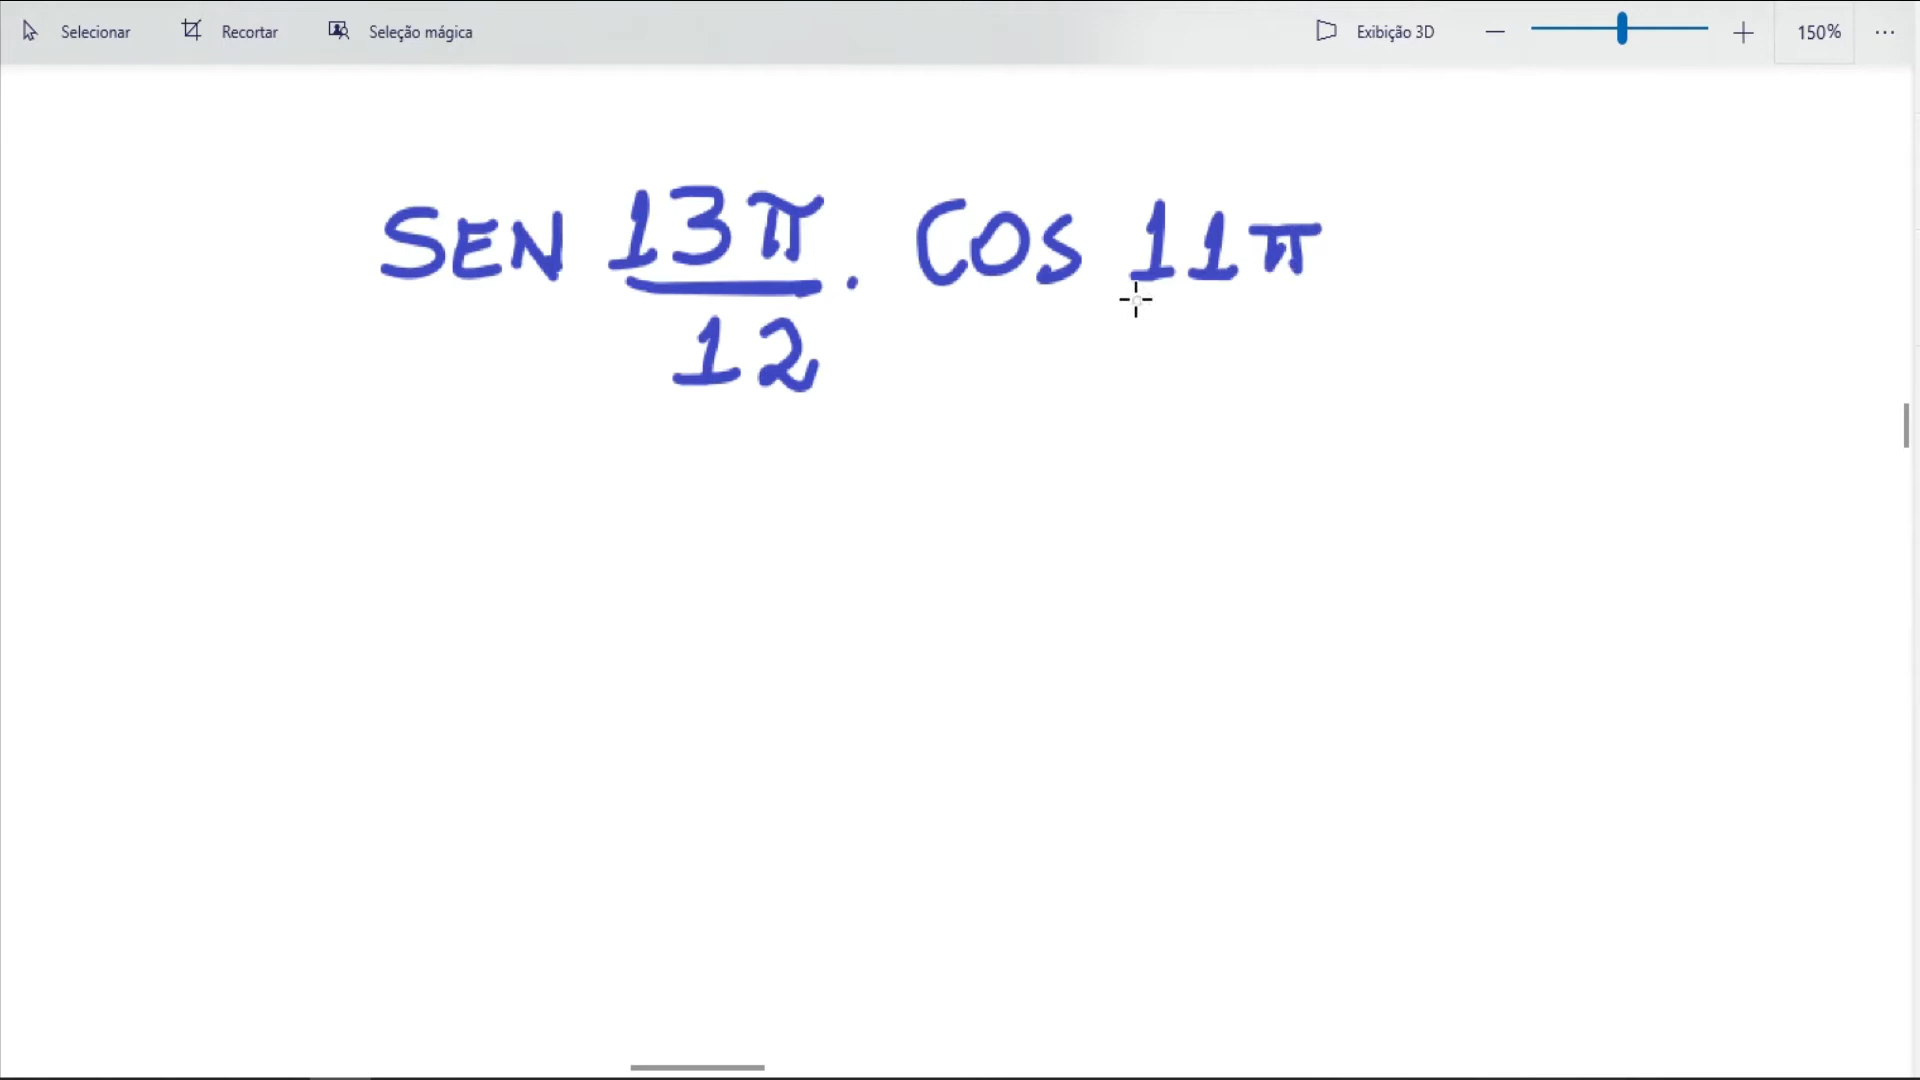 Selecionar Recortar Seleção mágica Exibição 3D 150%
SEN 13π . COS 11π
12